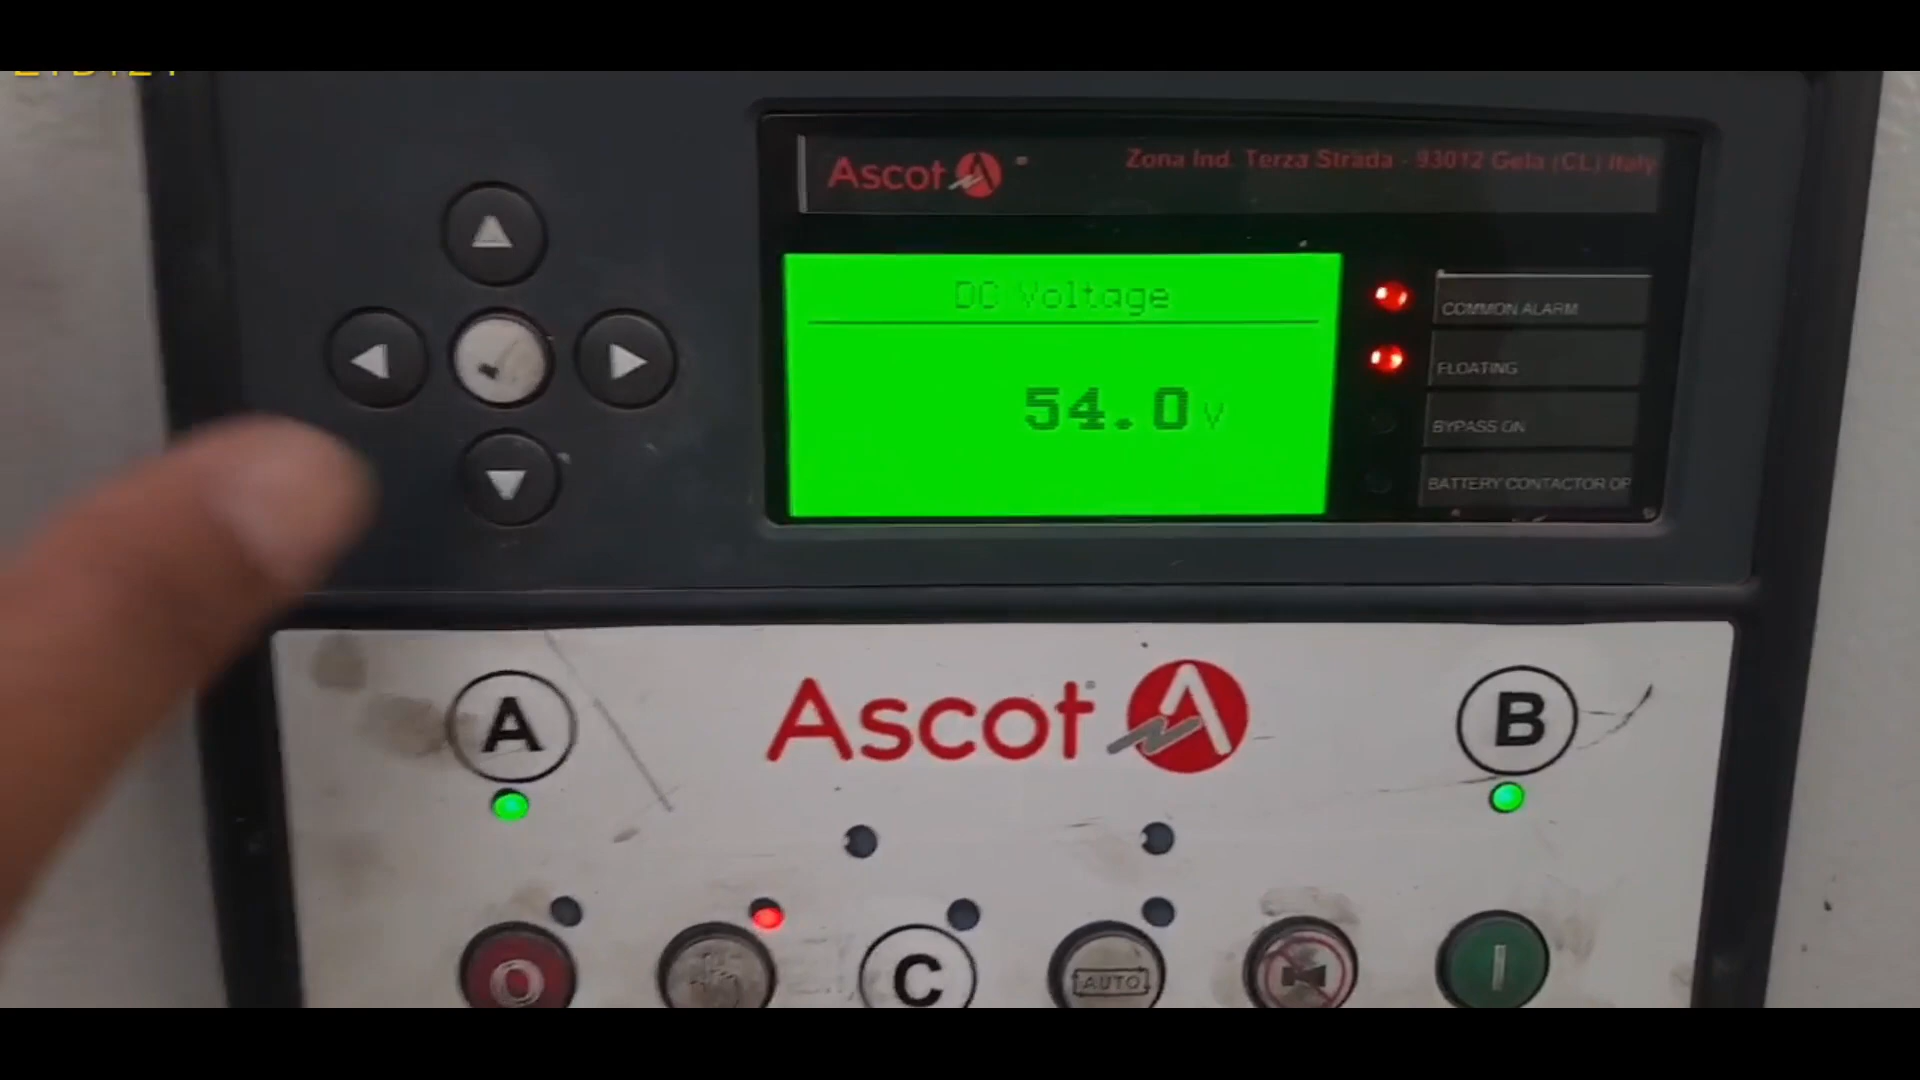 Ascot
Zona Ind. Terza Strada - 93012 Gela (CL) Italy
DC Voltage
54.0 V
COMMON ALARM
FLOATING
BYPASS ON
BATTERY CONTACTOR OP
A
Ascot
B
O
C
AUTO
I